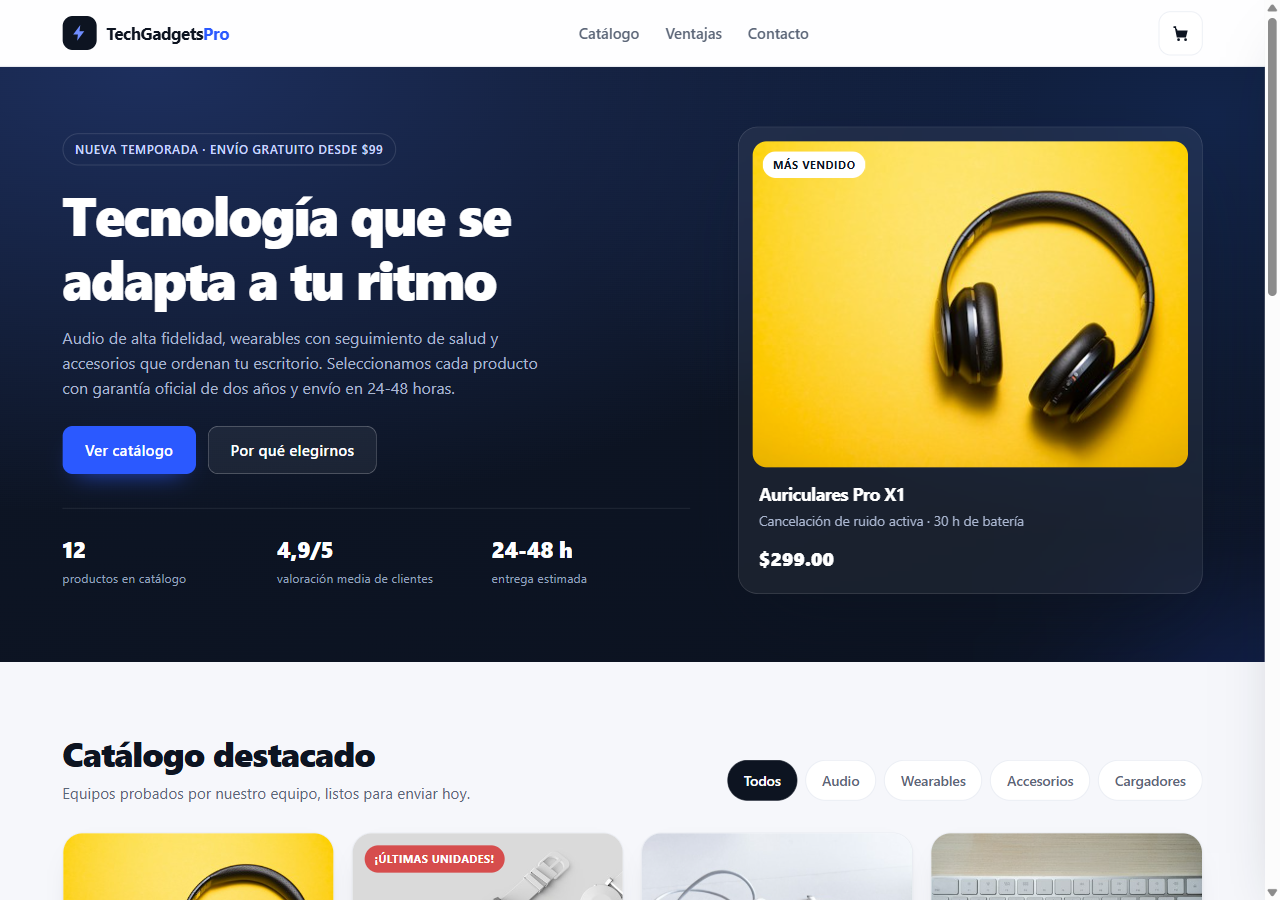 TechGadgetsPro
Catálogo
Ventajas
Contacto
NUEVA TEMPORADA · ENVÍO GRATUITO DESDE $99
Tecnología que se
adapta a tu ritmo
Audio de alta fidelidad, wearables con seguimiento de salud y
accesorios que ordenan tu escritorio. Seleccionamos cada producto
con garantía oficial de dos años y envío en 24-48 horas.
Ver catálogo
Por qué elegirnos
12
productos en catálogo
4,9/5
valoración media de clientes
24-48 h
entrega estimada
MÁS VENDIDO
Auriculares Pro X1
Cancelación de ruido activa · 30 h de batería
$299.00
Catálogo destacado
Equipos probados por nuestro equipo, listos para enviar hoy.
Todos
Audio
Wearables
Accesorios
Cargadores
¡ÚLTIMAS UNIDADES!